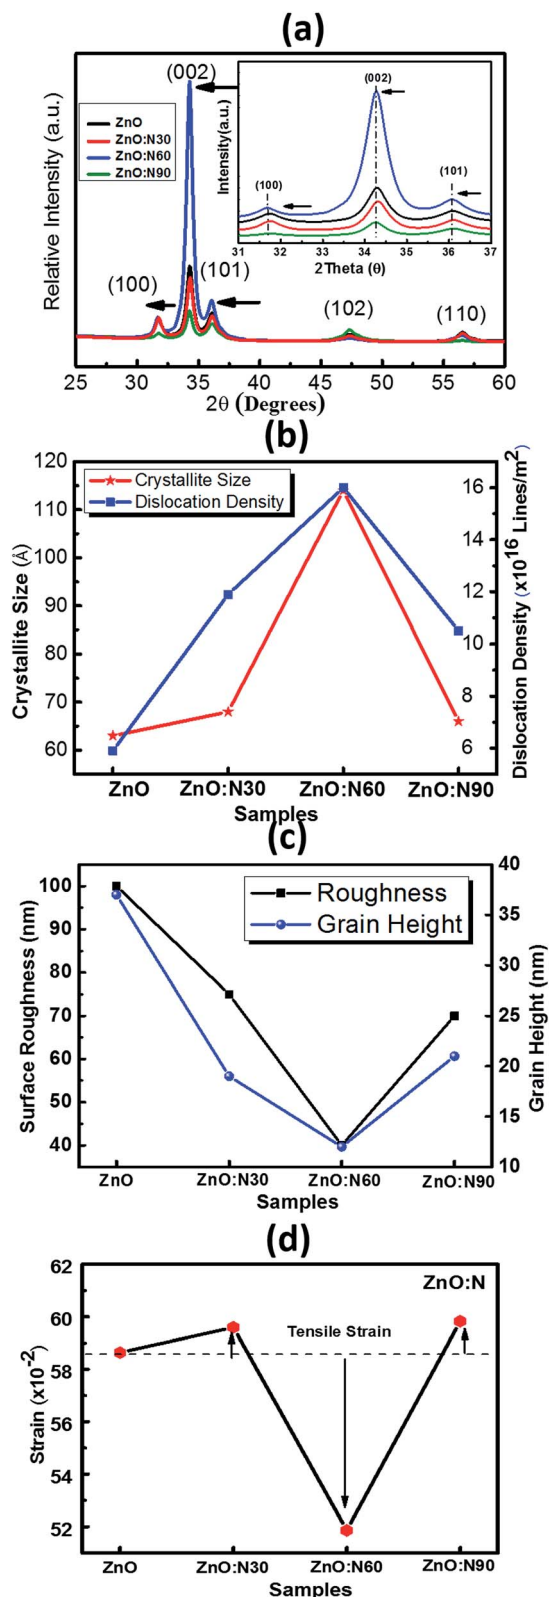 (a)
(002)
ZnO
ZnO:N30
ZnO:N60
ZnO:N90
Relative Intensity (a.u.)
(100)
(101)
(102)
(110)
25 30 35 40 45 50 55 60
2θ (Degrees)
Intensity(a.u.)
(002)
(100)
(101)
31 32 33 34 35 36 37
2Theta (θ)
(b)
Crystallite Size
Dislocation Density
120
110
100
90
80
70
60
Crystallite Size (Å)
16
14
12
10
8
6
Dislocation Density (x10¹⁶ Lines/m²)
ZnO ZnO:N30 ZnO:N60 ZnO:N90
Samples
(c)
Roughness
Grain Height
100
90
80
70
60
50
40
Surface Roughness (nm)
40
35
30
25
20
15
10
Grain Height (nm)
ZnO ZnO:N30 ZnO:N60 ZnO:N90
Samples
(d)
ZnO:N
Tensile Strain
62
60
58
56
54
52
Strain (x10⁻²)
ZnO ZnO:N30 ZnO:N60 ZnO:N90
Samples